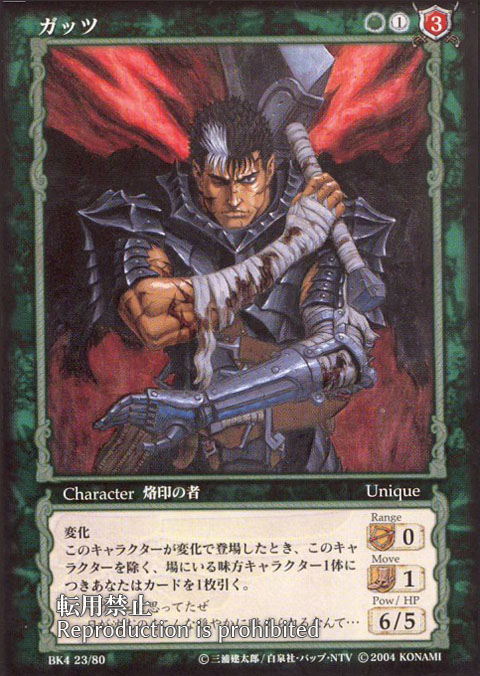 ガッツ
1
3
Character 烙印の者
Unique
変化
このキャラクターが変化で登場したとき、このキャ
ラクターを除く、場にいる味方キャラクター1体に
つきあなたはカードを1枚引く。
思ってたぜ
Range
0
Move
1
Pow/ HP
6/5
転用禁止
Reproduction is prohibited
BK4 23/80
©三浦建太郎/白泉社・バップ・NTV ©2004 KONAMI